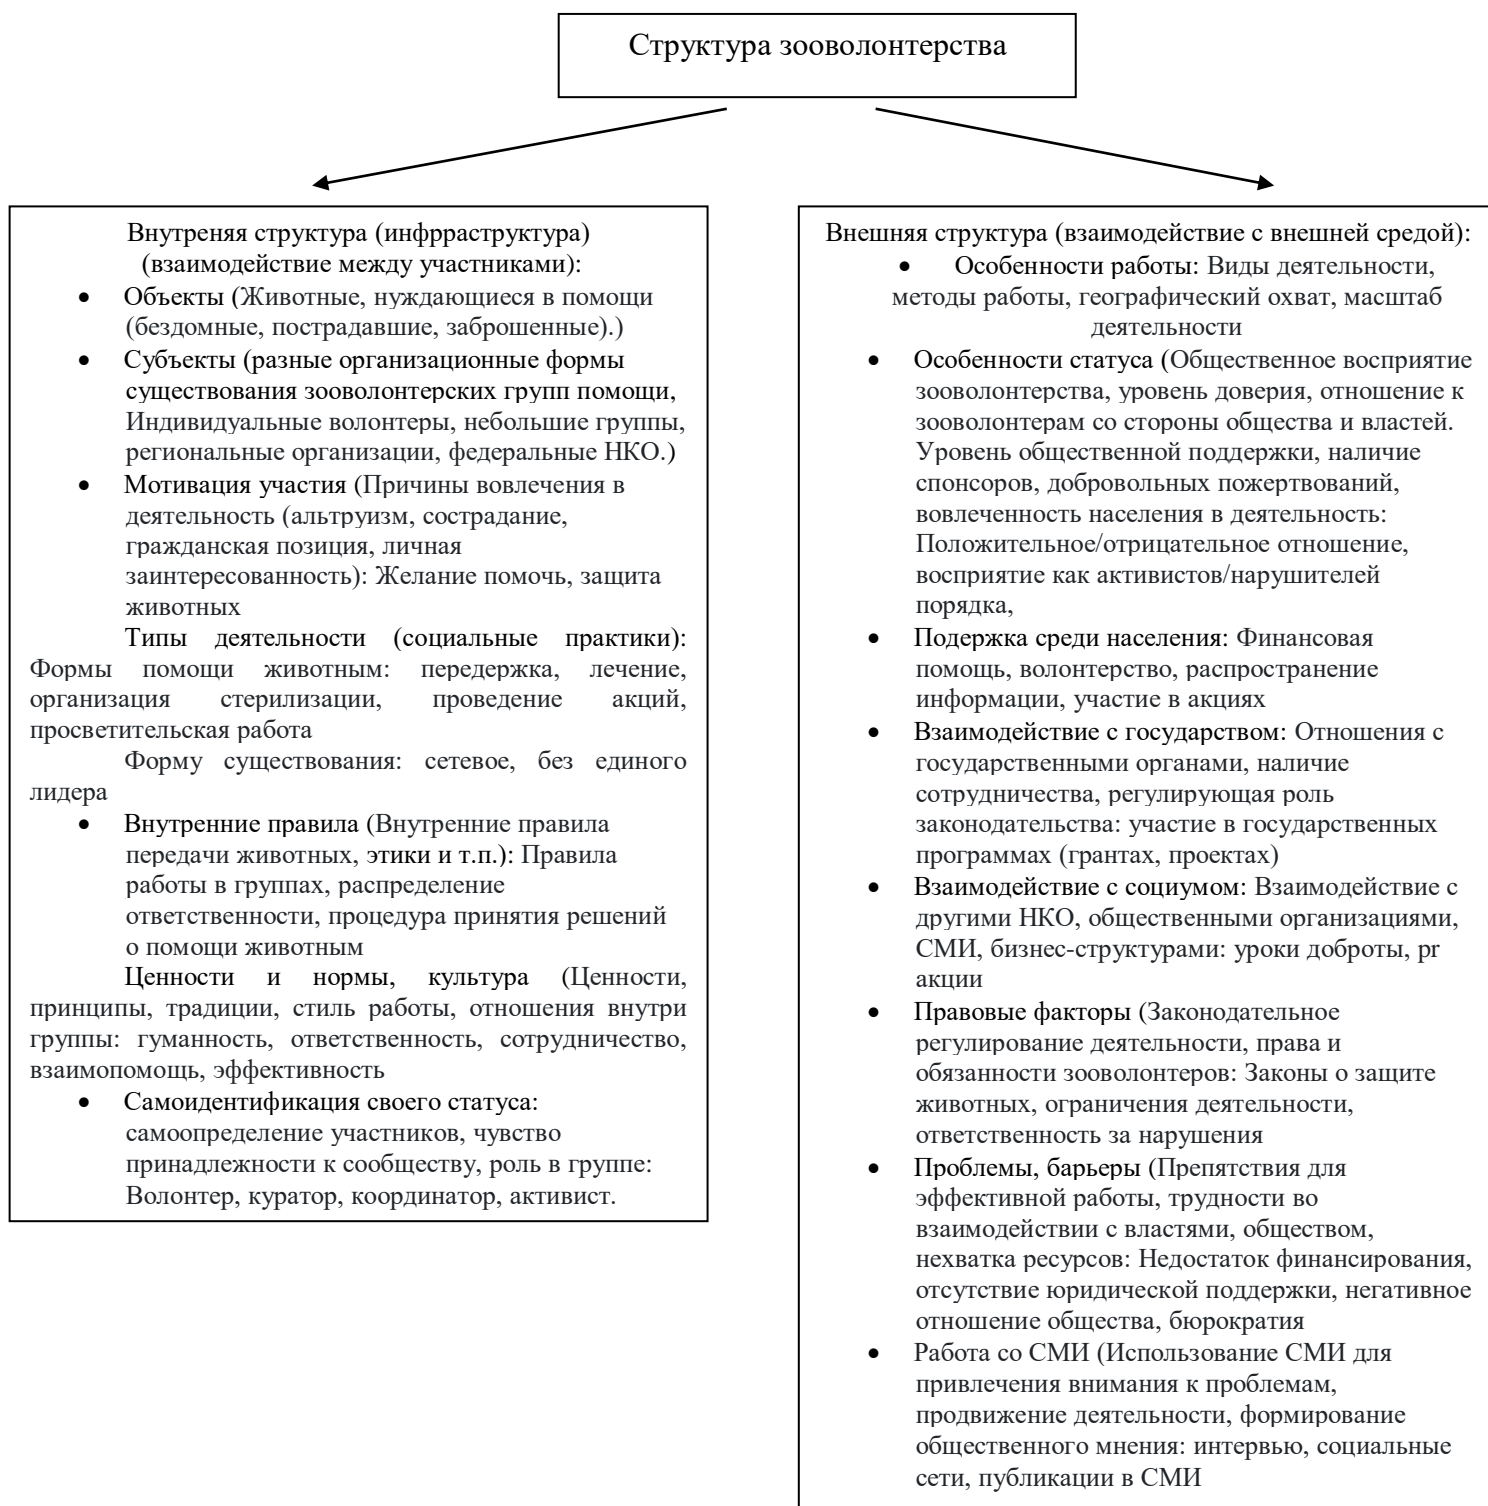 Структура зооволонтерства
Внутреняя структура (инфрраструктура)
(взаимодействие между участниками):
• Объекты (Животные, нуждающиеся в помощи
(бездомные, пострадавшие, заброшенные).)
• Субъекты (разные организационные формы
существования зооволонтерских групп помощи,
Индивидуальные волонтеры, небольшие группы,
региональные организации, федеральные НКО.)
• Мотивация участия (Причины вовлечения в
деятельность (альтруизм, сострадание,
гражданская позиция, личная
заинтересованность): Желание помочь, защита
животных
Типы деятельности (социальные практики):
Формы помощи животным: передержка, лечение,
организация стерилизации, проведение акций,
просветительская работа
Форму существования: сетевое, без единого
лидера
• Внутренние правила (Внутренние правила
передачи животных, этики и т.п.): Правила
работы в группах, распределение
ответственности, процедура принятия решений
о помощи животным
Ценности и нормы, культура (Ценности,
принципы, традиции, стиль работы, отношения внутри
группы: гуманность, ответственность, сотрудничество,
взаимопомощь, эффективность
• Самоидентификация своего статуса:
самоопределение участников, чувство
принадлежности к сообществу, роль в группе:
Волонтер, куратор, координатор, активист.
Внешняя структура (взаимодействие с внешней средой):
• Особенности работы: Виды деятельности,
методы работы, географический охват, масштаб
деятельности
• Особенности статуса (Общественное восприятие
зооволонтерства, уровень доверия, отношение к
зооволонтерам со стороны общества и властей.
Уровень общественной поддержки, наличие
спонсоров, добровольных пожертвований,
вовлеченность населения в деятельность:
Положительное/отрицательное отношение,
восприятие как активистов/нарушителей
порядка,
• Подержка среди населения: Финансовая
помощь, волонтерство, распространение
информации, участие в акциях
• Взаимодействие с государством: Отношения с
государственными органами, наличие
сотрудничества, регулирующая роль
законодательства: участие в государственных
программах (грантах, проектах)
• Взаимодействие с социумом: Взаимодействие с
другими НКО, общественными организациями,
СМИ, бизнес-структурами: уроки доброты, pr
акции
• Правовые факторы (Законодательное
регулирование деятельности, права и
обязанности зооволонтеров: Законы о защите
животных, ограничения деятельности,
ответственность за нарушения
• Проблемы, барьеры (Препятствия для
эффективной работы, трудности во
взаимодействии с властями, обществом,
нехватка ресурсов: Недостаток финансирования,
отсутствие юридической поддержки, негативное
отношение общества, бюрократия
• Работа со СМИ (Использование СМИ для
привлечения внимания к проблемам,
продвижение деятельности, формирование
общественного мнения: интервью, социальные
сети, публикации в СМИ